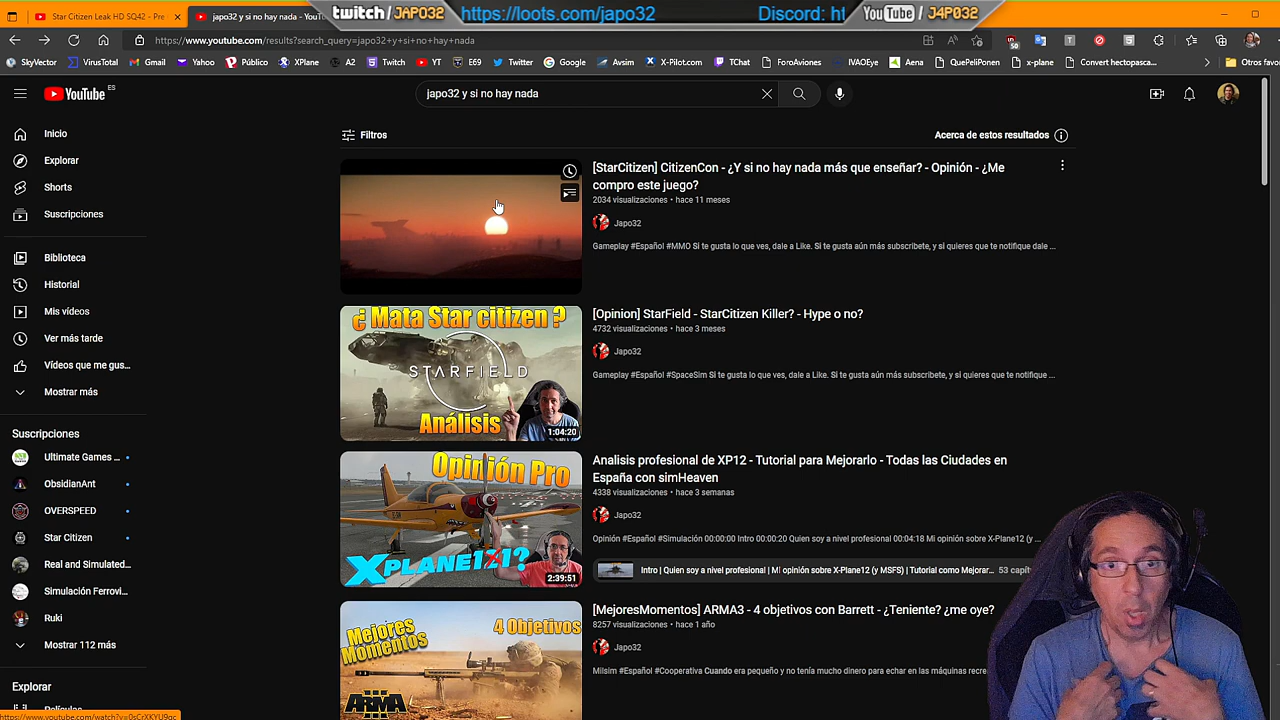 Star Citizen Leak HD SQ42 - Pre
japo32 y si no hay nada - YouTu
twitch/JAPO32
https://loots.com/japo32
Discord: ht
YouTube/J4P032
https://www.youtube.com/results?search_query=japo32+y+si+no+hay+nada
SkyVector
VirusTotal
Gmail
Yahoo
Público
XPlane
A2
Twitch
YT
E69
Twitter
Google
Avsim
X-Pilot.com
TChat
ForoAviones
IVAOEye
Aena
QuePeliPonen
x-plane
Convert hectopasca...
Otros favo
YouTube ES
japo32 y si no hay nada
Inicio
Explorar
Shorts
Suscripciones
Biblioteca
Historial
Mis vídeos
Ver más tarde
Vídeos que me gus...
Mostrar más
Suscripciones
Ultimate Games ...
ObsidianAnt
OVERSPEED
Star Citizen
Real and Simulated...
Simulación Ferrovi...
Ruki
Mostrar 112 más
Explorar
https://www.youtube.com/watch?v=0sCrXKYU9gc
Filtros
Acerca de estos resultados
[StarCitizen] CitizenCon - ¿Y si no hay nada más que enseñar? - Opinión - ¿Me
compro este juego?
2034 visualizaciones • hace 11 meses
Japo32
Gameplay #Español #MMO Si te gusta lo que ves, dale a Like. Si te gusta aún más subscribete, y si quieres que te notifique dale ...
¿ Mata Star citizen ?
STARFIELD
Análisis
1:04:20
[Opinion] StarField - StarCitizen Killer? - Hype o no?
4732 visualizaciones • hace 3 meses
Japo32
Gameplay #Español #SpaceSim Si te gusta lo que ves, dale a Like. Si te gusta aún más subscribete, y si quieres que te notifique ...
Opinión Pro
XPLANE12?
2:39:51
Analisis profesional de XP12 - Tutorial para Mejorarlo - Todas las Ciudades en
España con simHeaven
4338 visualizaciones • hace 3 semanas
Japo32
Opinión #Español #Simulación 00:00:00 Intro 00:00:20 Quien soy a nivel profesional 00:04:18 Mi opinión sobre X-Plane12 (y ...
Intro | Quien soy a nivel profesional | MI opinión sobre X-Plane12 (y MSFS) | Tutorial como Mejorar...
53 capít
Mejores
Momentos
4 Objetivos
ARMA
III
[MejoresMomentos] ARMA3 - 4 objetivos con Barrett - ¿Teniente? ¿me oye?
8257 visualizaciones • hace 1 año
Japo32
Milsim #Español #Cooperativa Cuando era pequeño y no tenía mucho dinero para echar en las máquinas recre